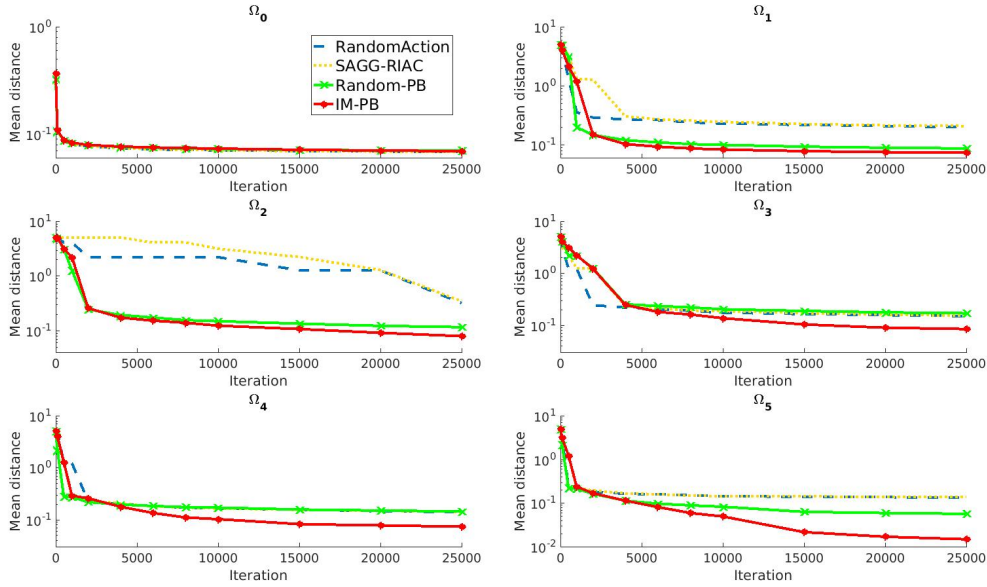 Ω0
10^0
10^-1
Mean distance
0 5000 10000 15000 20000 25000
Iteration
RandomAction
SAGG-RIAC
Random-PB
IM-PB
Ω1
10^1
10^0
10^-1
Mean distance
0 5000 10000 15000 20000 25000
Iteration
Ω2
10^1
10^0
10^-1
Mean distance
0 5000 10000 15000 20000 25000
Iteration
Ω3
10^1
10^0
10^-1
Mean distance
0 5000 10000 15000 20000 25000
Iteration
Ω4
10^1
10^0
10^-1
Mean distance
0 5000 10000 15000 20000 25000
Iteration
Ω5
10^1
10^0
10^-1
10^-2
Mean distance
0 5000 10000 15000 20000 25000
Iteration